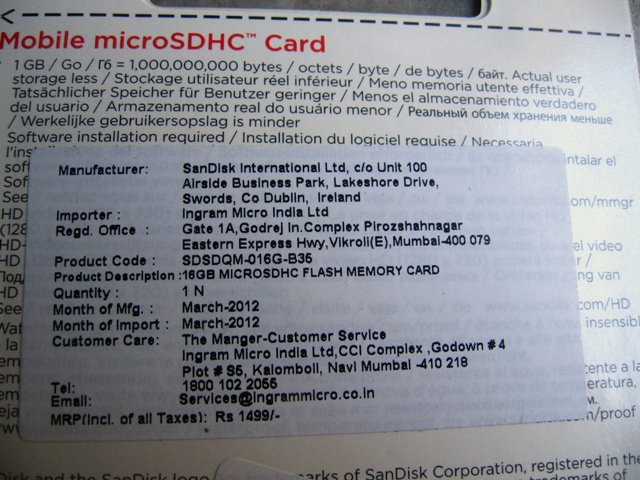 Mobile microSDHC™ Card
1 GB / Go / Гб = 1,000,000,000 bytes / octets / byte / de bytes / байт. Actual user
storage less / Stockage utilisateur réel inférieur / Meno memoria utente effettiva /
Tatsächlicher Speicher für Benutzer geringer / Menos el almacenamiento verdadero
del usuario / Armazenamento real do usuário menor / Реальный объем хранения меньше
/ Werkelijke gebruikersopslag is minder
Software installation required / Installation du logiciel requise / Necessaria
Manufacturer: SanDisk International Ltd, c/o Unit 100
Airside Business Park, Lakeshore Drive,
Swords, Co Dublin, Ireland
Importer : Ingram Micro India Ltd
Regd. Office : Gate 1A,Godrej In.Complex Pirozshahnagar
Eastern Express Hwy,Vikroli(E),Mumbai-400 079
Product Code : SDSDQM-016G-B35
Product Description :16GB MICROSDHC FLASH MEMORY CARD
Quantity : 1 N
Month of Mfg. : March-2012
Month of Import : March-2012
Customer Care: The Manger-Customer Service
Ingram Micro India Ltd,CCI Complex ,Godown # 4
Plot # S5, Kalomboli, Navi Mumbai -410 218
Tel: 1800 102 2055
Email: Services@ingrammicro.co.in
MRP(Incl. of all Taxes): Rs 1499/-
Disk and the SanDisk logo marks of SanDisk Corporation, registered in the
trademarks of